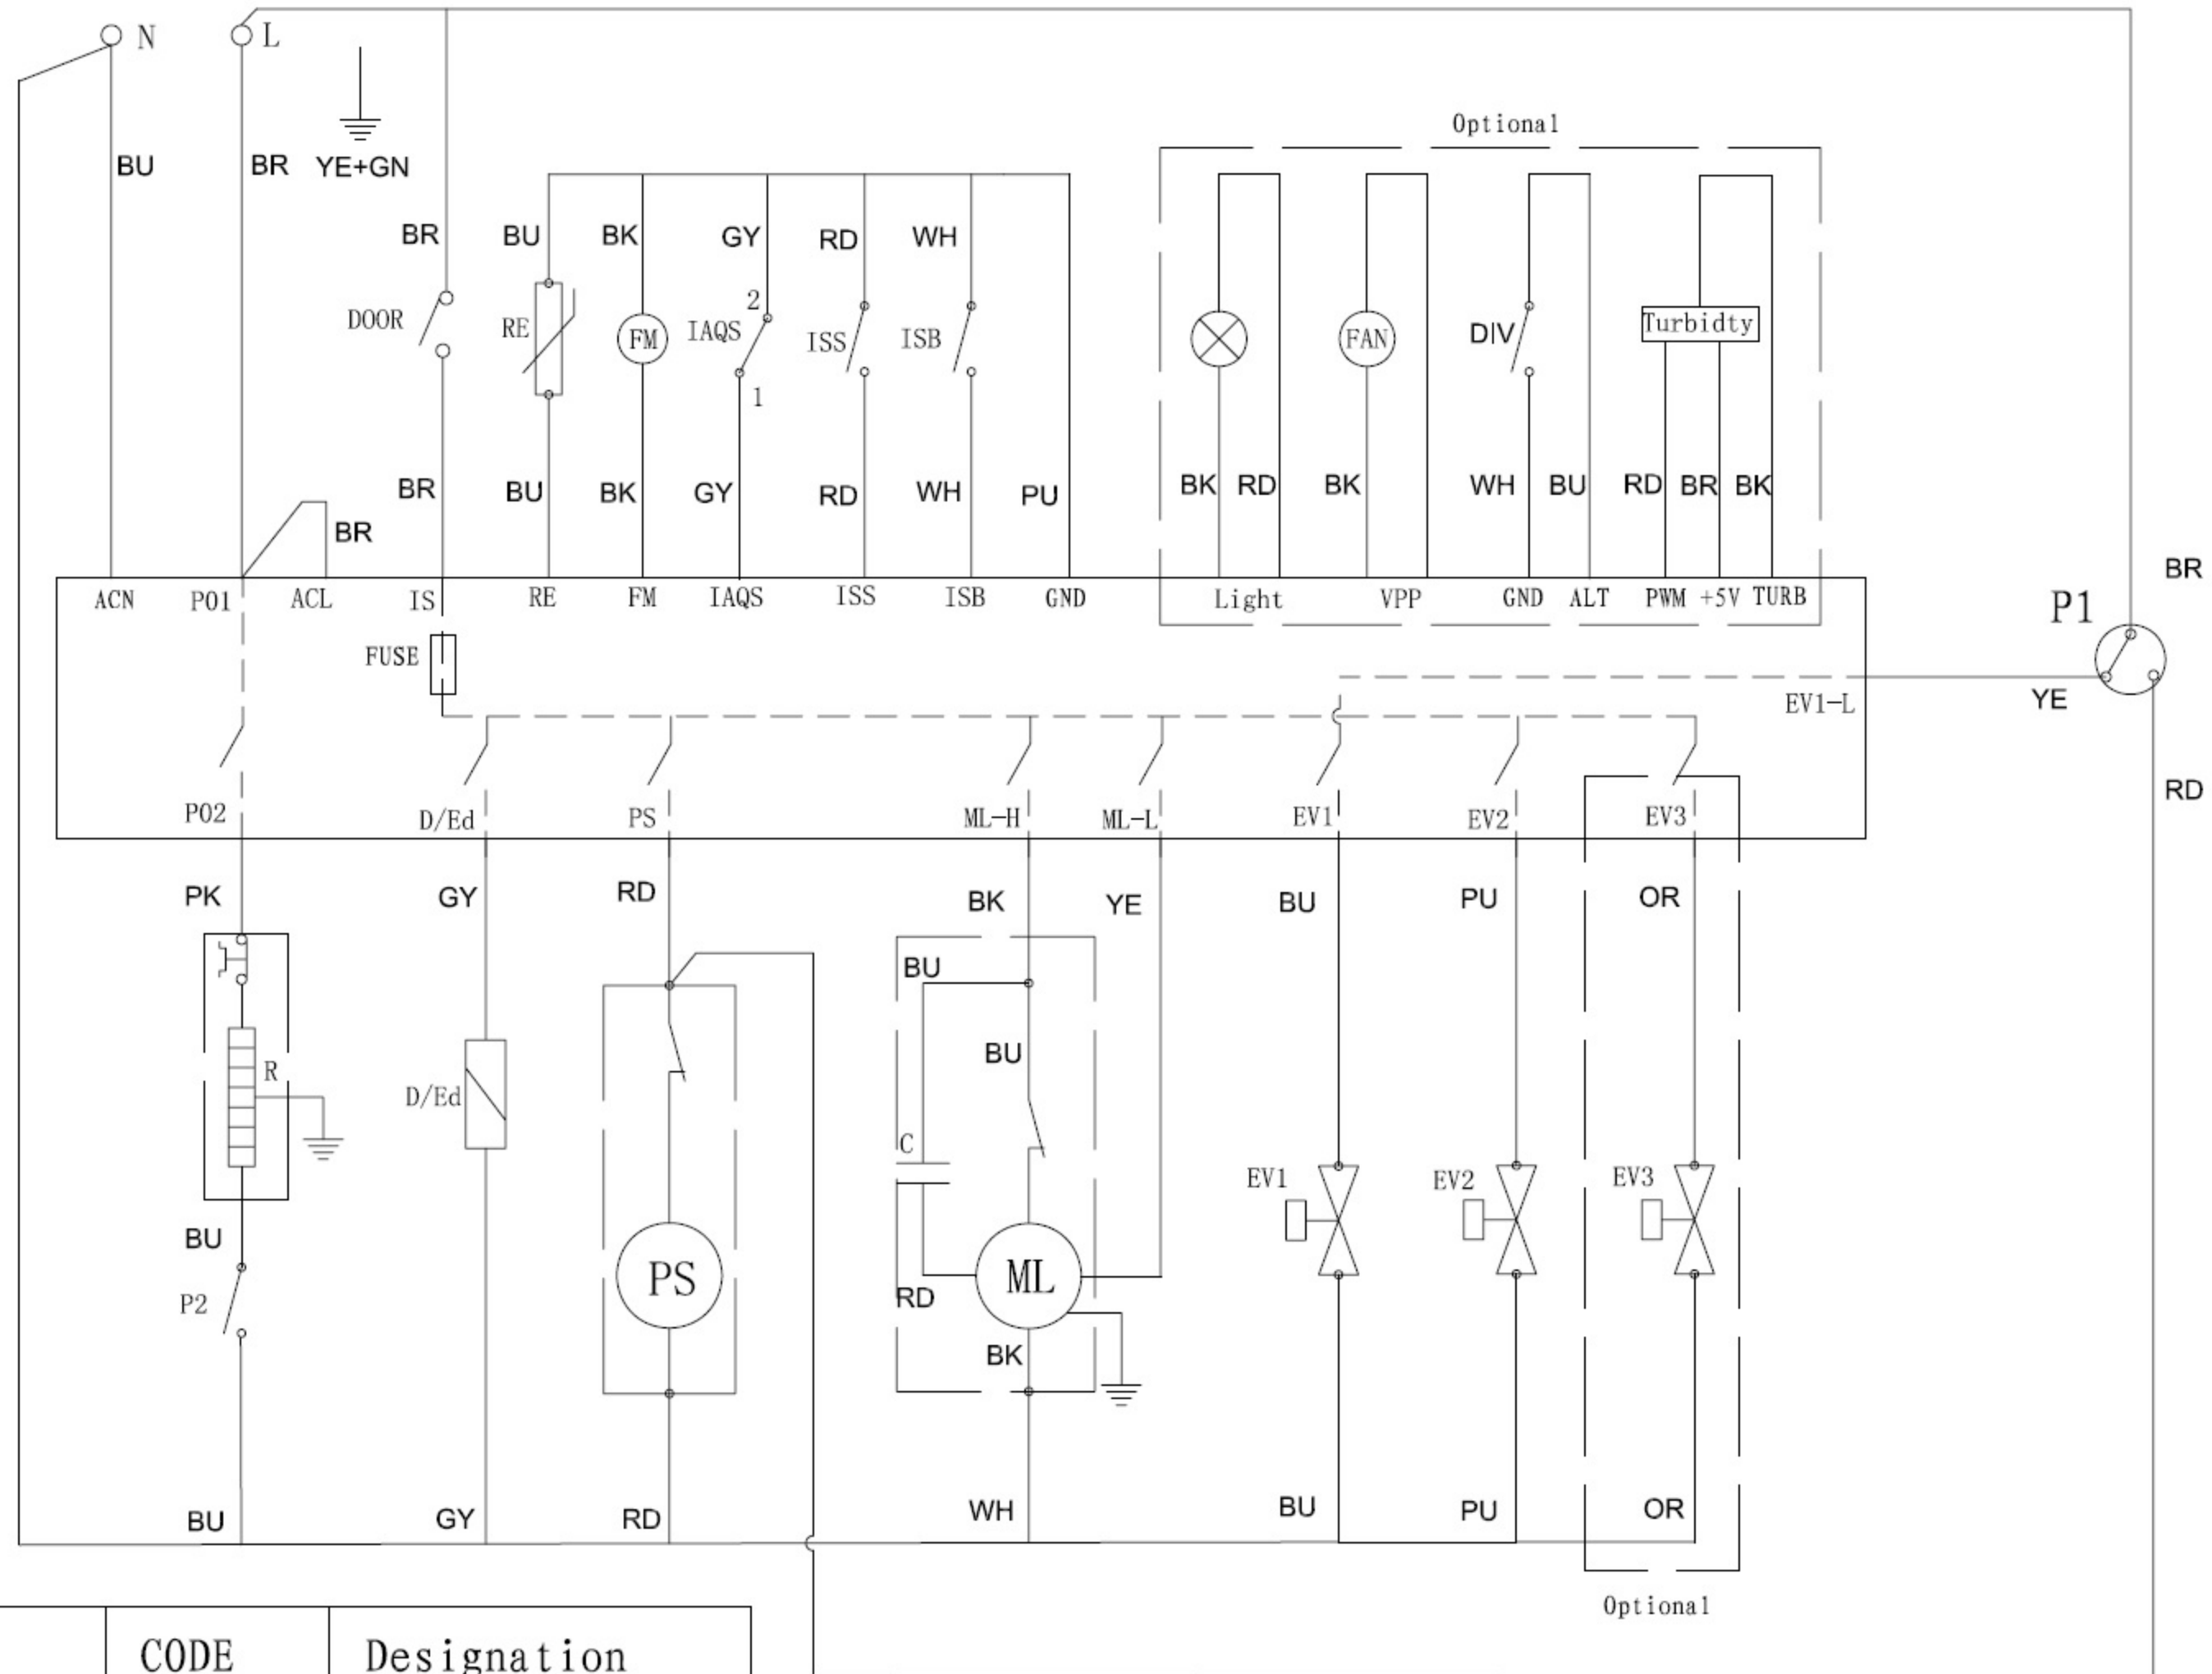 N
L
Optional
BU
BR
YE+GN
BR
BU
BK
GY
RD
WH
DOOR
RE
FM
IAQS
2
1
ISS
ISB
FAN
DIV
Turbidty
BR
BR
BU
BK
GY
RD
WH
PU
BK
RD
BK
WH
BU
RD
BR
BK
BR
ACN
P01
ACL
IS
RE
FM
IAQS
ISS
ISB
GND
Light
VPP
GND
ALT
PWM
+5V
TURB
P1
FUSE
EV1-L
YE
RD
P02
D/Ed
PS
ML-H
ML-L
EV1
EV2
EV3
PK
GY
RD
BK
YE
BU
PU
OR
BU
BU
R
D/Ed
C
EV1
EV2
EV3
BU
P2
PS
RD
ML
BK
BU
GY
RD
WH
BU
PU
OR
Optional
CODE
Designation